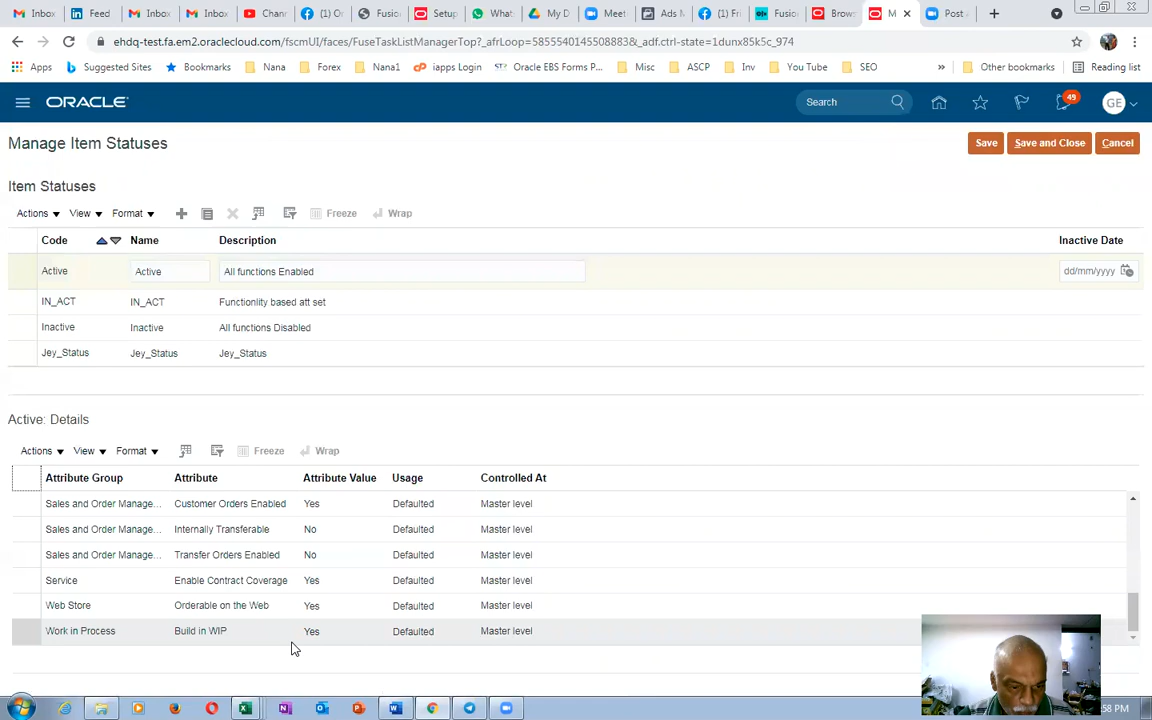 Inbox Feed Inbox Inbox Chan (1) O Fusio Setup What My D Meet Ads M (1) Fri Fusio Brow M Post A
ehdq-test.fa.em2.oraclecloud.com/fscmUI/faces/FuseTaskListManagerTop?_afrLoop=5855540145508883&_adf.ctrl-state=1dunx85k5c_974
Apps Suggested Sites Bookmarks Nana Forex Nana1 iapps Login Oracle EBS Forms P... Misc ASCP Inv You Tube SEO » Other bookmarks Reading list
ORACLE Search 49 GE
Manage Item Statuses Save Save and Close Cancel
Item Statuses
Actions View Format Freeze Wrap
Code Name Description Inactive Date
Active Active All functions Enabled dd/mm/yyyy
IN_ACT IN_ACT Functionlity based att set
Inactive Inactive All functions Disabled
Jey_Status Jey_Status Jey_Status
Active: Details
Actions View Format Freeze Wrap
Attribute Group Attribute Attribute Value Usage Controlled At
Sales and Order Manage... Customer Orders Enabled Yes Defaulted Master level
Sales and Order Manage... Internally Transferable No Defaulted Master level
Sales and Order Manage... Transfer Orders Enabled No Defaulted Master level
Service Enable Contract Coverage Yes Defaulted Master level
Web Store Orderable on the Web Yes Defaulted Master level
Work in Process Build in WIP Yes Defaulted Master level
:58 PM